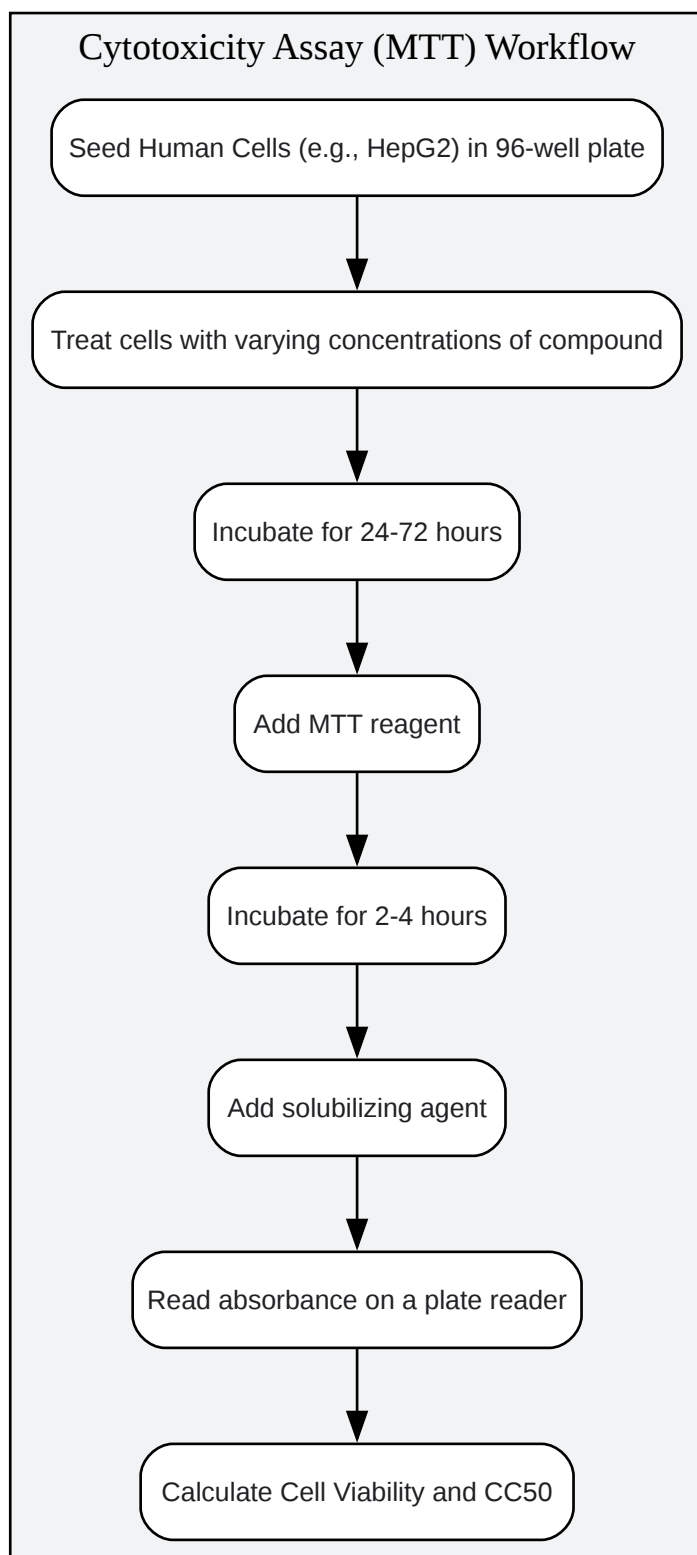 Cytotoxicity Assay (MTT) Workflow
Seed Human Cells (e.g., HepG2) in 96-well plate
Treat cells with varying concentrations of compound
Incubate for 24-72 hours
Add MTT reagent
Incubate for 2-4 hours
Add solubilizing agent
Read absorbance on a plate reader
Calculate Cell Viability and CC50